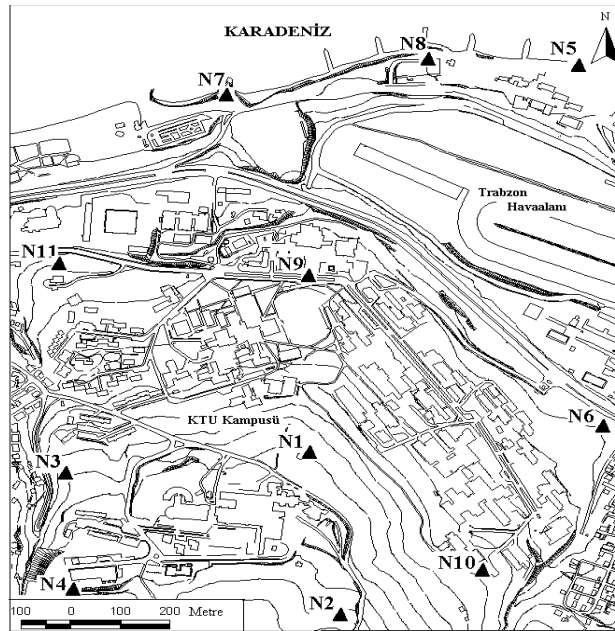 KARADENİZ
N
N8
N5
N7
Trabzon
Havaalanı
N11
N9
KTU Kampusü
N6
N1
N3
N10
N4
N2
100 0 100 200 Metre